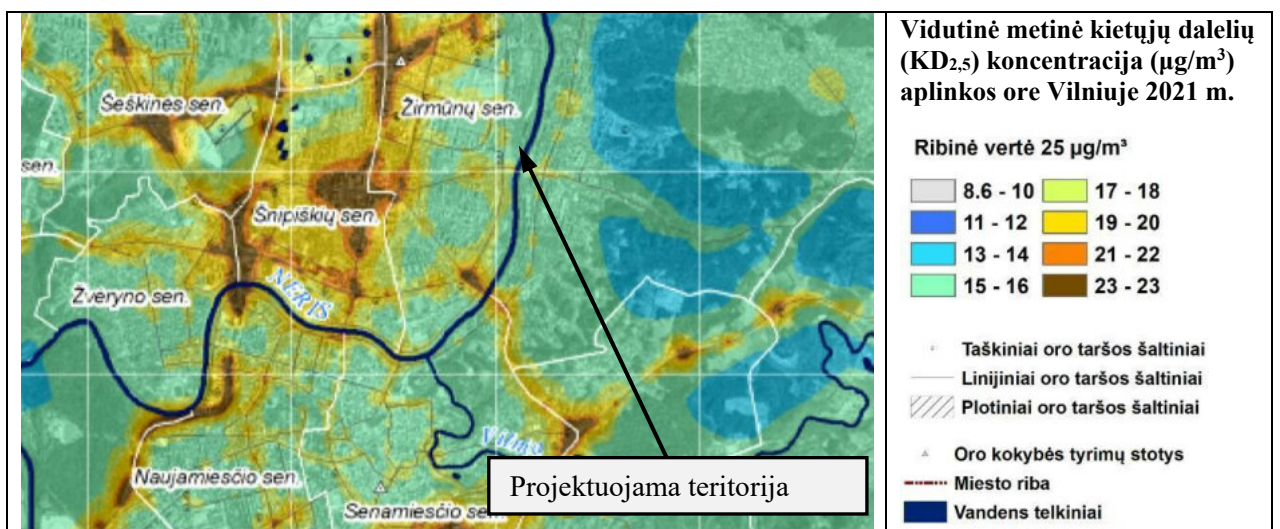 Šeškinės sen.
Žirmūnų sen.
sen.
Šnipiškių sen.
NERIS
Žvėryno sen.
Vilnia
Naujamiesčio sen.
Senamiesčio sen.
Projektuojama teritorija
Vidutinė metinė kietųjų dalelių
(KD2,5) koncentracija (µg/m³)
aplinkos ore Vilniuje 2021 m.
Ribinė vertė 25 µg/m³
8.6 - 10 17 - 18
11 - 12 19 - 20
13 - 14 21 - 22
15 - 16 23 - 23
Taškiniai oro taršos šaltiniai
Linijiniai oro taršos šaltiniai
Plotiniai oro taršos šaltiniai
Oro kokybės tyrimų stotys
Miesto riba
Vandens telkiniai